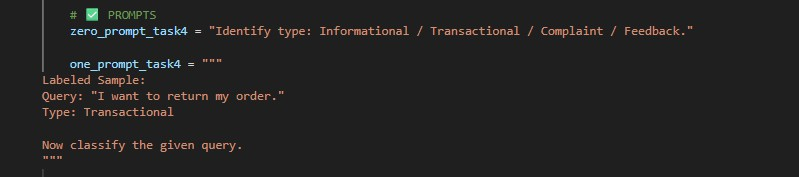 # ✅ PROMPTS
zero_prompt_task4 = "Identify type: Informational / Transactional / Complaint / Feedback."
one_prompt_task4 = """
Labeled Sample:
Query: "I want to return my order."
Type: Transactional
Now classify the given query.
"""